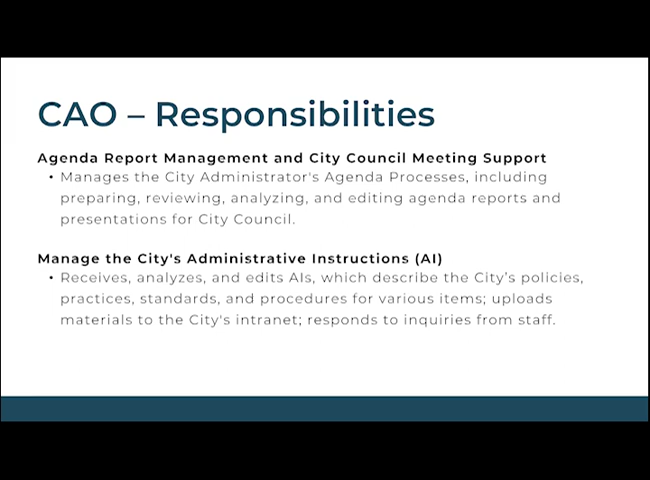 CAO – Responsibilities
Agenda Report Management and City Council Meeting Support
• Manages the City Administrator's Agenda Processes, including
preparing, reviewing, analyzing, and editing agenda reports and
presentations for City Council.
Manage the City's Administrative Instructions (AI)
• Receives, analyzes, and edits AIs, which describe the City's policies,
practices, standards, and procedures for various items; uploads
materials to the City's intranet; responds to inquiries from staff.